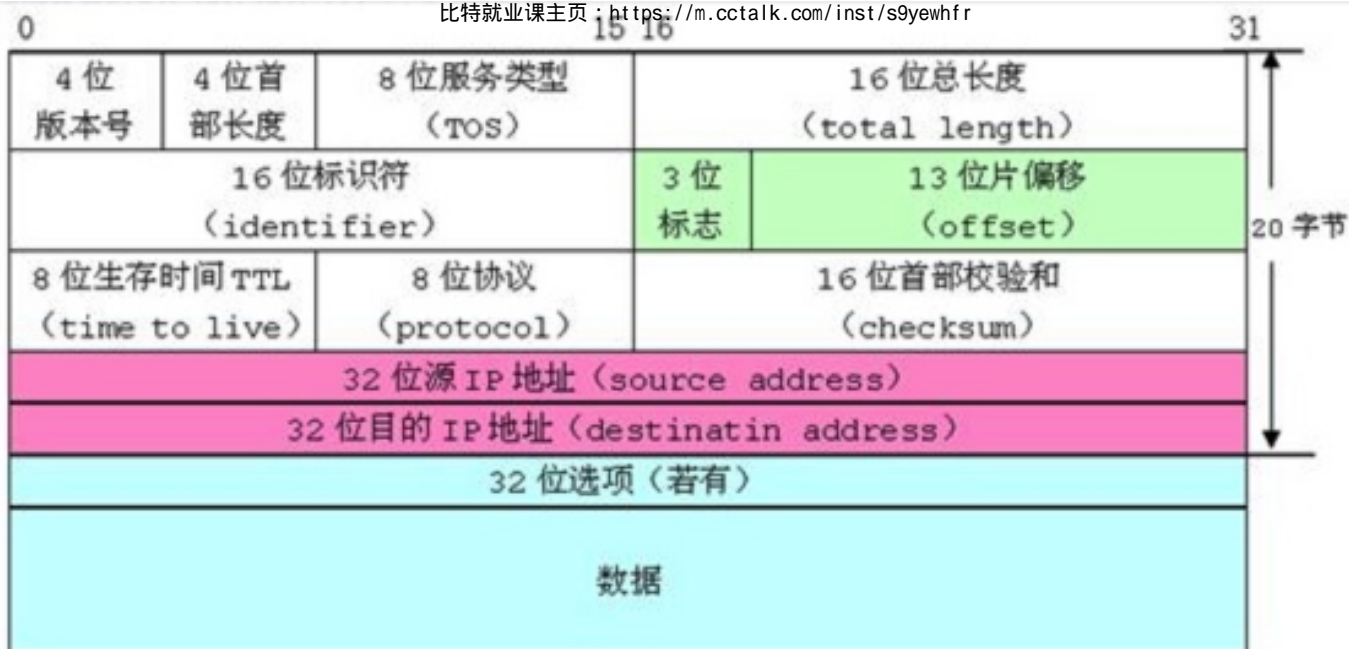 比特就业课主页：https://m.cctalk.com/inst/s9yewhfr
0 15 16 31
4 位 4 位首 8 位服务类型 16 位总长度
版本号 部长度 （TOS） （total length）
16 位标识符 3 位 13 位片偏移
（identifier） 标志 （offset） 20 字节
8 位生存时间 TTL 8 位协议 16 位首部校验和
（time to live） （protocol） （checksum）
32 位源 IP 地址（source address）
32 位目的 IP 地址（destinatin address）
32 位选项（若有）
数据